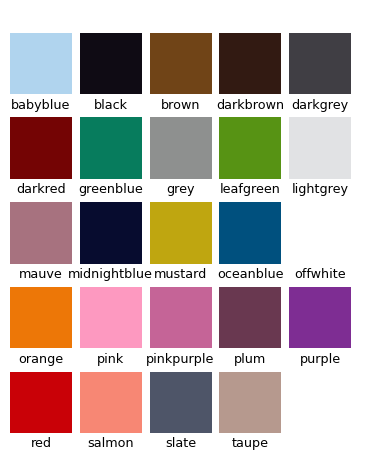 babyblue black brown darkbrown darkgrey
darkred greenblue grey leafgreen lightgrey
mauve midnightblue mustard oceanblue offwhite
orange pink pinkpurple plum purple
red salmon slate taupe